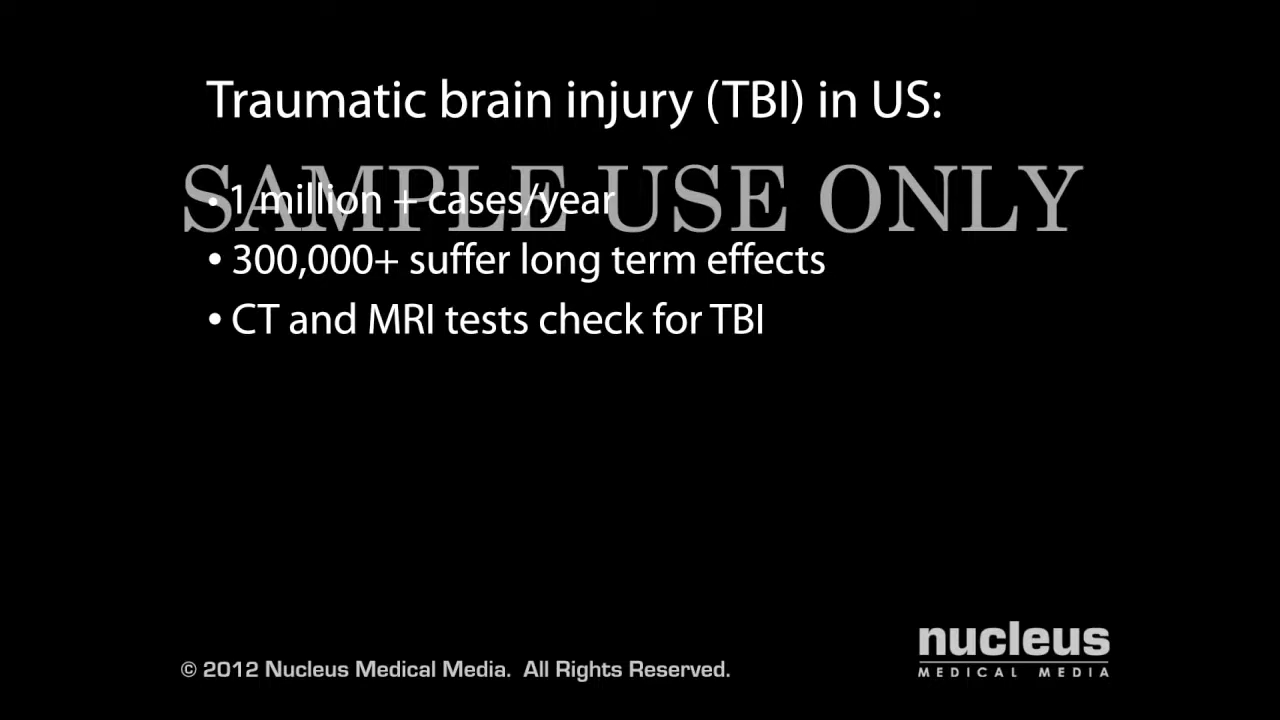 Traumatic brain injury (TBI) in US:
SAMPLE USE ONLY
• 1 million + cases/year
• 300,000+ suffer long term effects
• CT and MRI tests check for TBI
nucleus
MEDICAL MEDIA
© 2012 Nucleus Medical Media. All Rights Reserved.